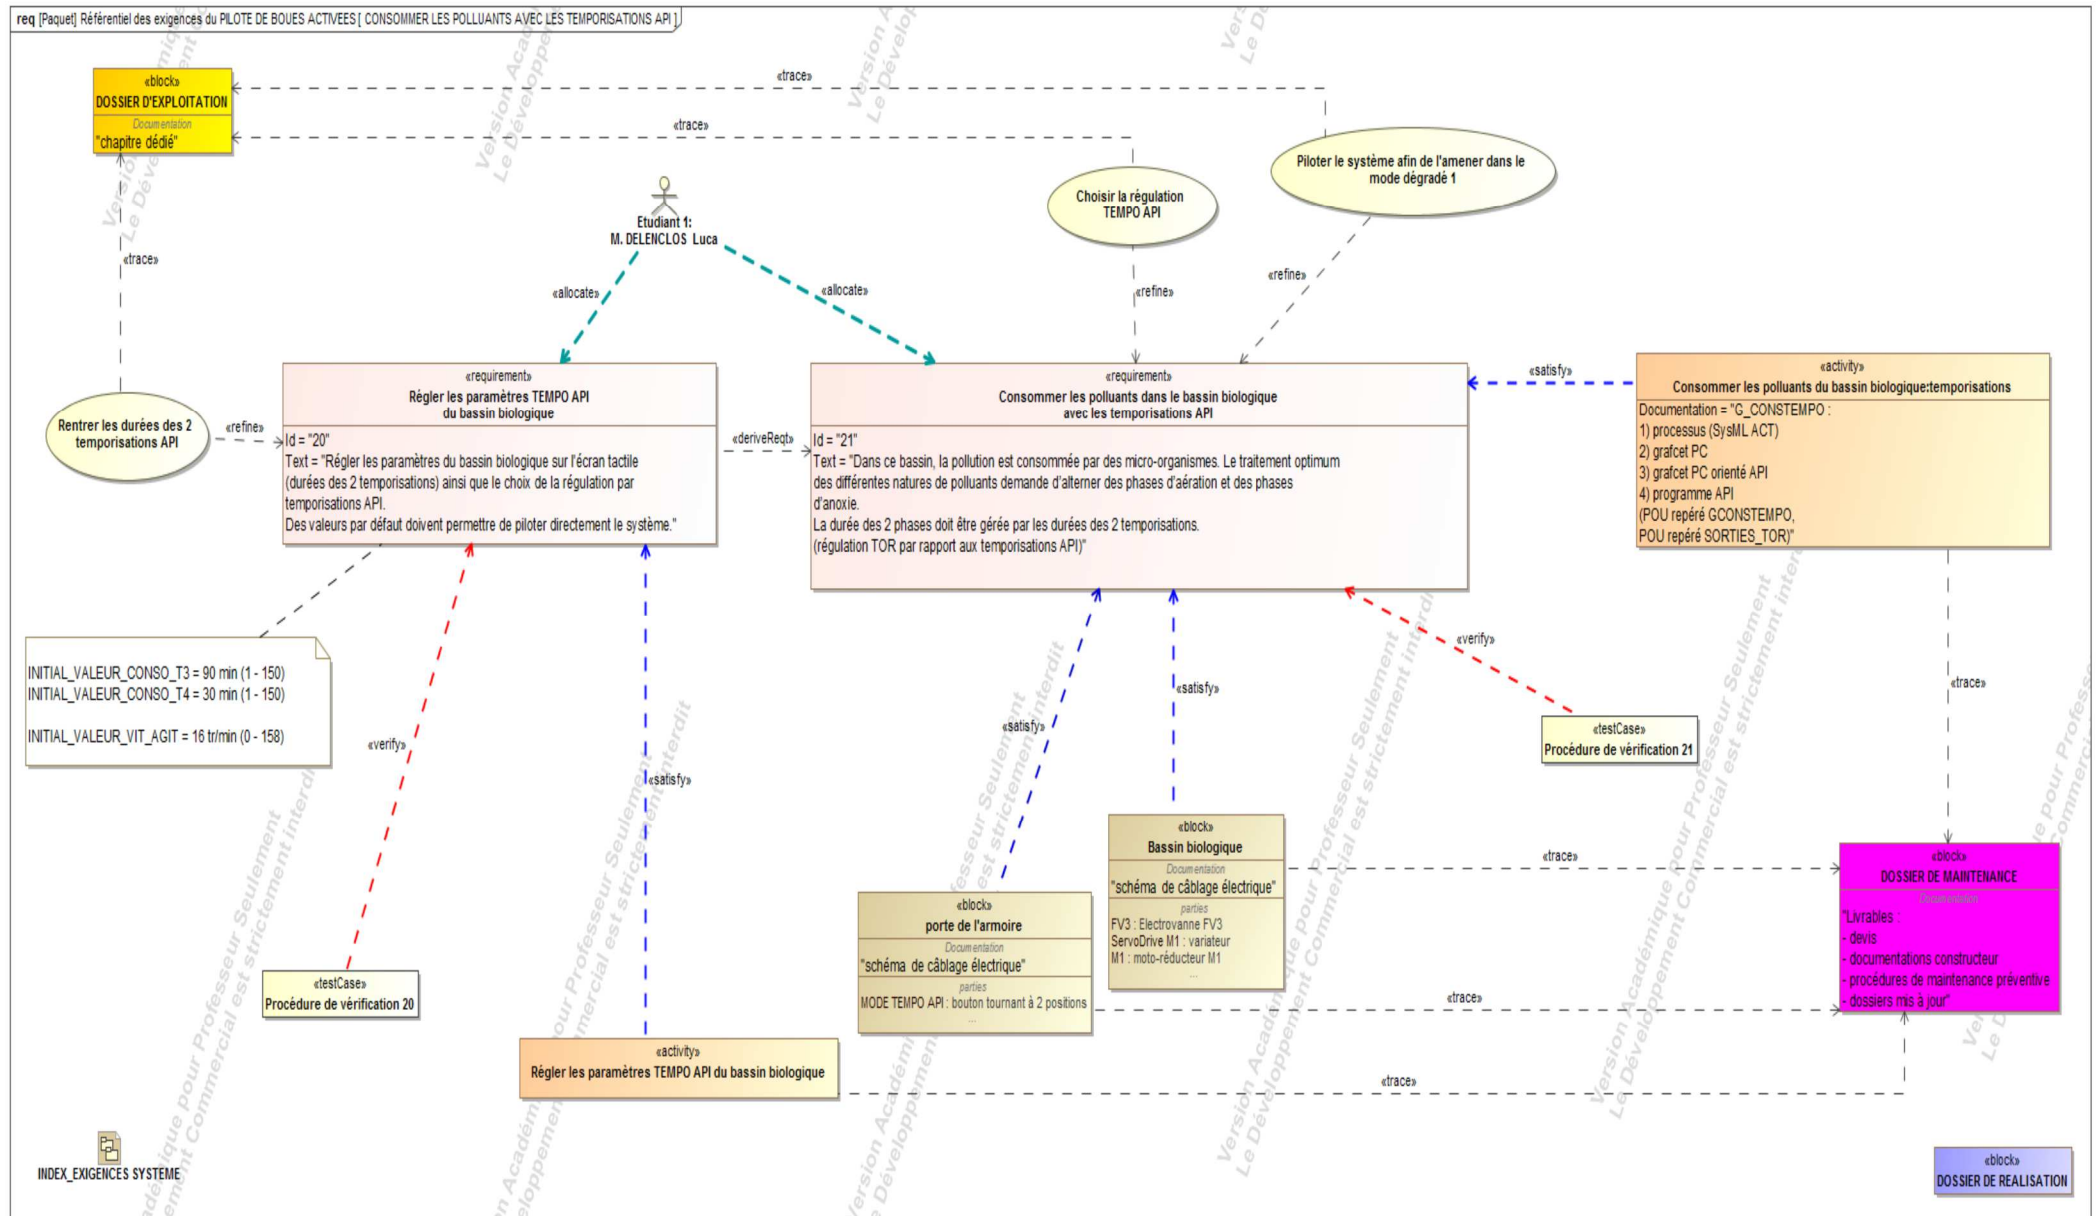 req [Paquet] Référentiel des exigences du PILOTE DE BOUES ACTIVEES [ CONSOMMER LES POLLUANTS AVEC LES TEMPORISATIONS API ]
«block»
DOSSIER D'EXPLOITATION
Documentation
"chapitre dédié"
«trace»
«trace»
«trace»
Etudiant 1:
M. DELENCLOS Luca
Choisir la régulation
TEMPO API
Piloter le système afin de l'amener dans le
mode dégradé 1
«allocate»
«allocate»
«refine»
«refine»
Rentrer les durées des 2
temporisations API
«refine»
«requirement»
Régler les paramètres TEMPO API
du bassin biologique
Id = "20"
Text = "Régler les paramètres du bassin biologique sur l'écran tactile
(durées des 2 temporisations) ainsi que le choix de la régulation par
temporisations API.
Des valeurs par défaut doivent permettre de piloter directement le système."
«deriveReqt»
«requirement»
Consommer les polluants dans le bassin biologique
avec les temporisations API
Id = "21"
Text = "Dans ce bassin, la pollution est consommée par des micro-organismes. Le traitement optimum
des différentes natures de polluants demande d'alterner des phases d'aération et des phases
d'anoxie.
La durée des 2 phases doit être gérée par les durées des 2 temporisations.
(régulation TOR par rapport aux temporisations API)"
«satisfy»
«activity»
Consommer les polluants du bassin biologique:temporisations
Documentation = "G_CONSTEMPO :
1) processus (SysML ACT)
2) grafcet PC
3) grafcet PC orienté API
4) programme API
(POU repéré GCONSTEMPO,
POU repéré SORTIES_TOR)"
INITIAL_VALEUR_CONSO_T3 = 90 min (1 - 150)
INITIAL_VALEUR_CONSO_T4 = 30 min (1 - 150)
INITIAL_VALEUR_VIT_AGIT = 16 tr/min (0 - 158)
«verify»
«satisfy»
«satisfy»
«satisfy»
«verify»
«trace»
«testCase»
Procédure de vérification 21
«testCase»
Procédure de vérification 20
«block»
Bassin biologique
Documentation
"schéma de câblage électrique"
parties
FV3 : Electrovanne FV3
ServoDrive M1 : variateur
M1 : moto-réducteur M1
...
«block»
porte de l'armoire
Documentation
"schéma de câblage électrique"
parties
MODE TEMPO API : bouton tournant à 2 positions
...
«trace»
«trace»
«trace»
«block»
DOSSIER DE MAINTENANCE
Documentation
"Livrables :
- devis
- documentations constructeur
- procédures de maintenance préventive
- dossiers mis à jour"
«activity»
Régler les paramètres TEMPO API du bassin biologique
INDEX_EXIGENCES SYSTEME
«block»
DOSSIER DE REALISATION
Version Académique pour Professeur Seulement
Le Développement Commercial est strictement interdit